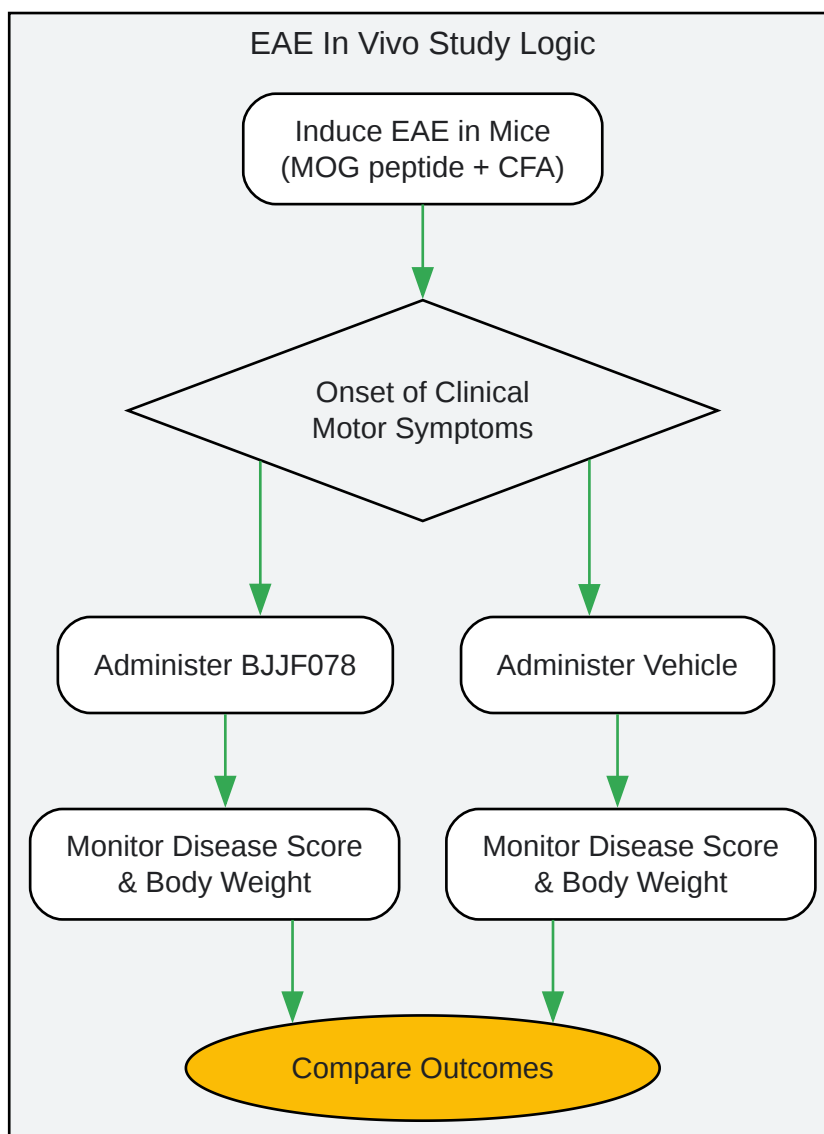 EAE In Vivo Study Logic
Induce EAE in Mice
(MOG peptide + CFA)
Onset of Clinical
Motor Symptoms
Administer BJJF078
Administer Vehicle
Monitor Disease Score
& Body Weight
Monitor Disease Score
& Body Weight
Compare Outcomes